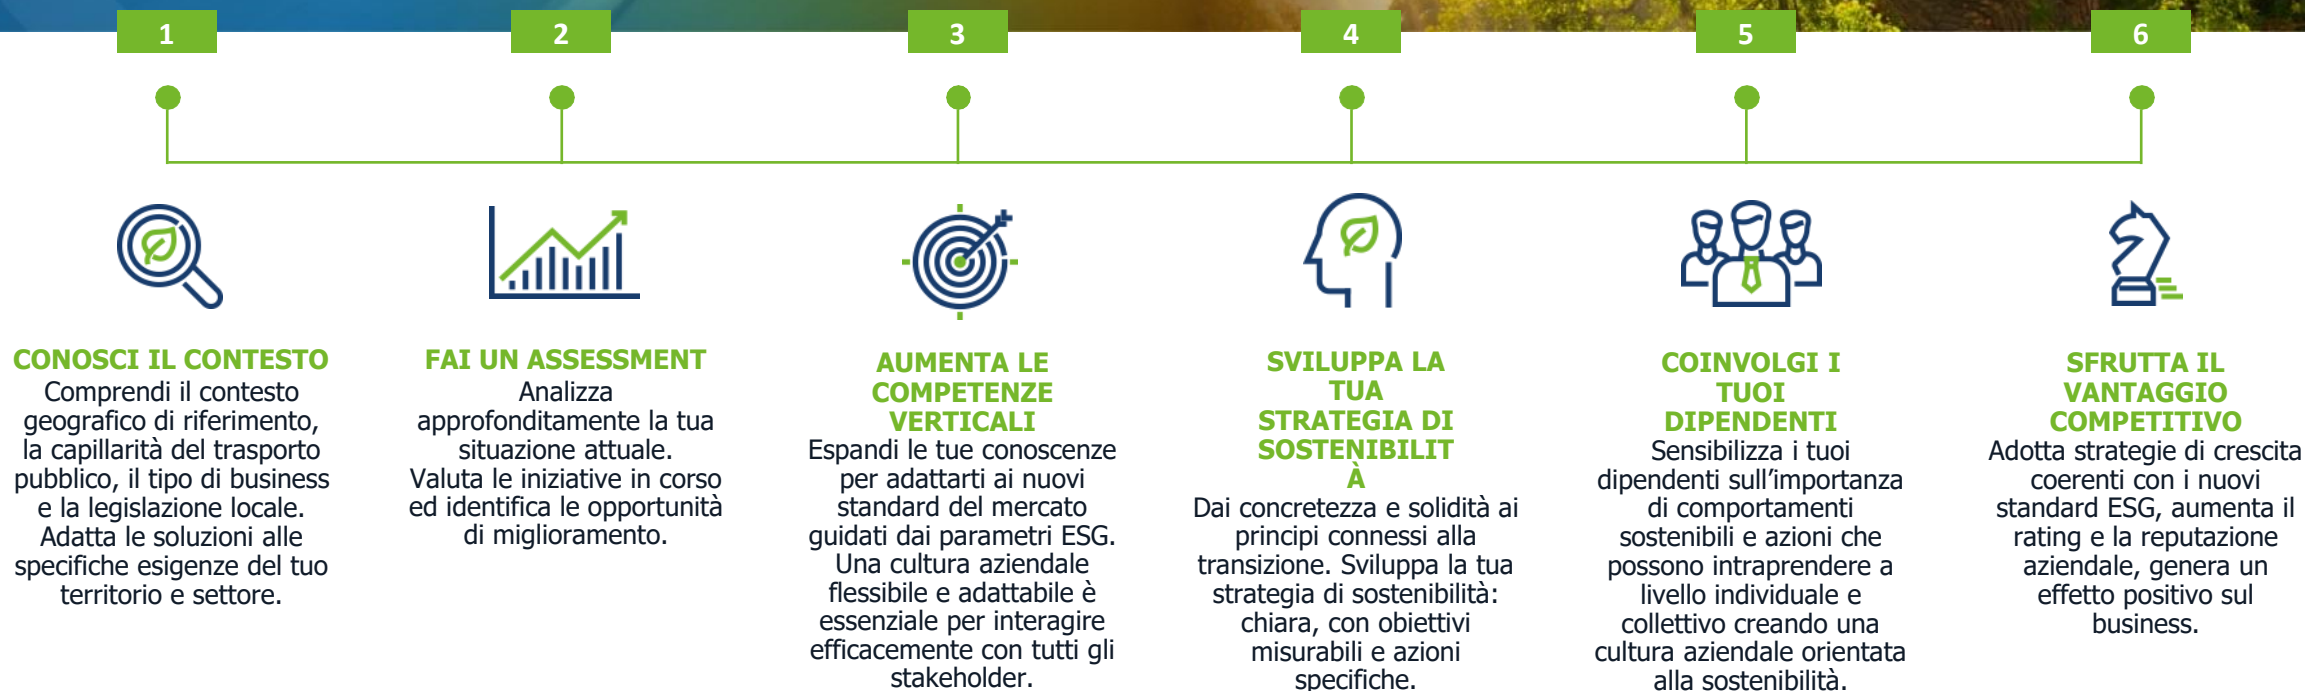 1
2
3
4
5
6
CONOSCI IL CONTESTO
Comprendi il contesto
geografico di riferimento,
la capillarità del trasporto
pubblico, il tipo di business
e la legislazione locale.
Adatta le soluzioni alle
specifiche esigenze del tuo
territorio e settore.
FAI UN ASSESSMENT
Analizza
approfonditamente la tua
situazione attuale.
Valuta le iniziative in corso
ed identifica le opportunità
di miglioramento.
AUMENTA LE
COMPETENZE
VERTICALI
Espandi le tue conoscenze
per adattarti ai nuovi
standard del mercato
guidati dai parametri ESG.
Una cultura aziendale
flessibile e adattabile è
essenziale per interagire
efficacemente con tutti gli
stakeholder.
SVILUPPA LA
TUA
STRATEGIA DI
SOSTENIBILIT
À
Dai concretezza e solidità ai
principi connessi alla
transizione. Sviluppa la tua
strategia di sostenibilità:
chiara, con obiettivi
misurabili e azioni
specifiche.
COINVOLGI I
TUOI
DIPENDENTI
Sensibilizza i tuoi
dipendenti sull’importanza
di comportamenti
sostenibili e azioni che
possono intraprendere a
livello individuale e
collettivo creando una
cultura aziendale orientata
alla sostenibilità.
SFRUTTA IL
VANTAGGIO
COMPETITIVO
Adotta strategie di crescita
coerenti con i nuovi
standard ESG, aumenta il
rating e la reputazione
aziendale, genera un
effetto positivo sul
business.